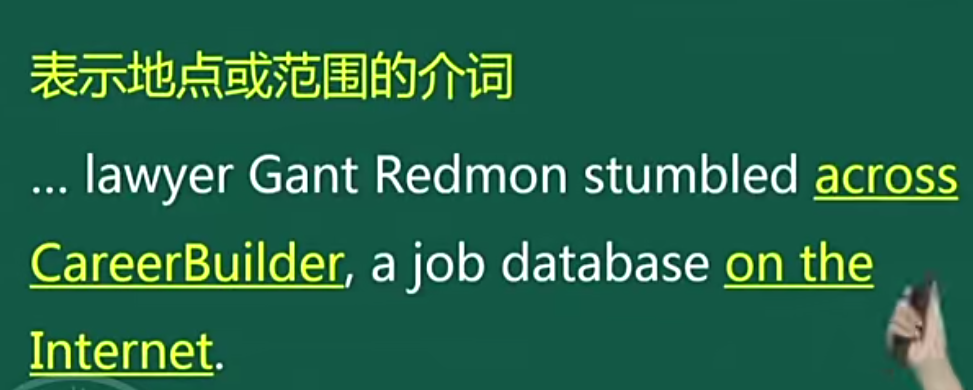 表示地点或范围的介词
... lawyer Gant Redmon stumbled across
CareerBuilder, a job database on the
Internet.